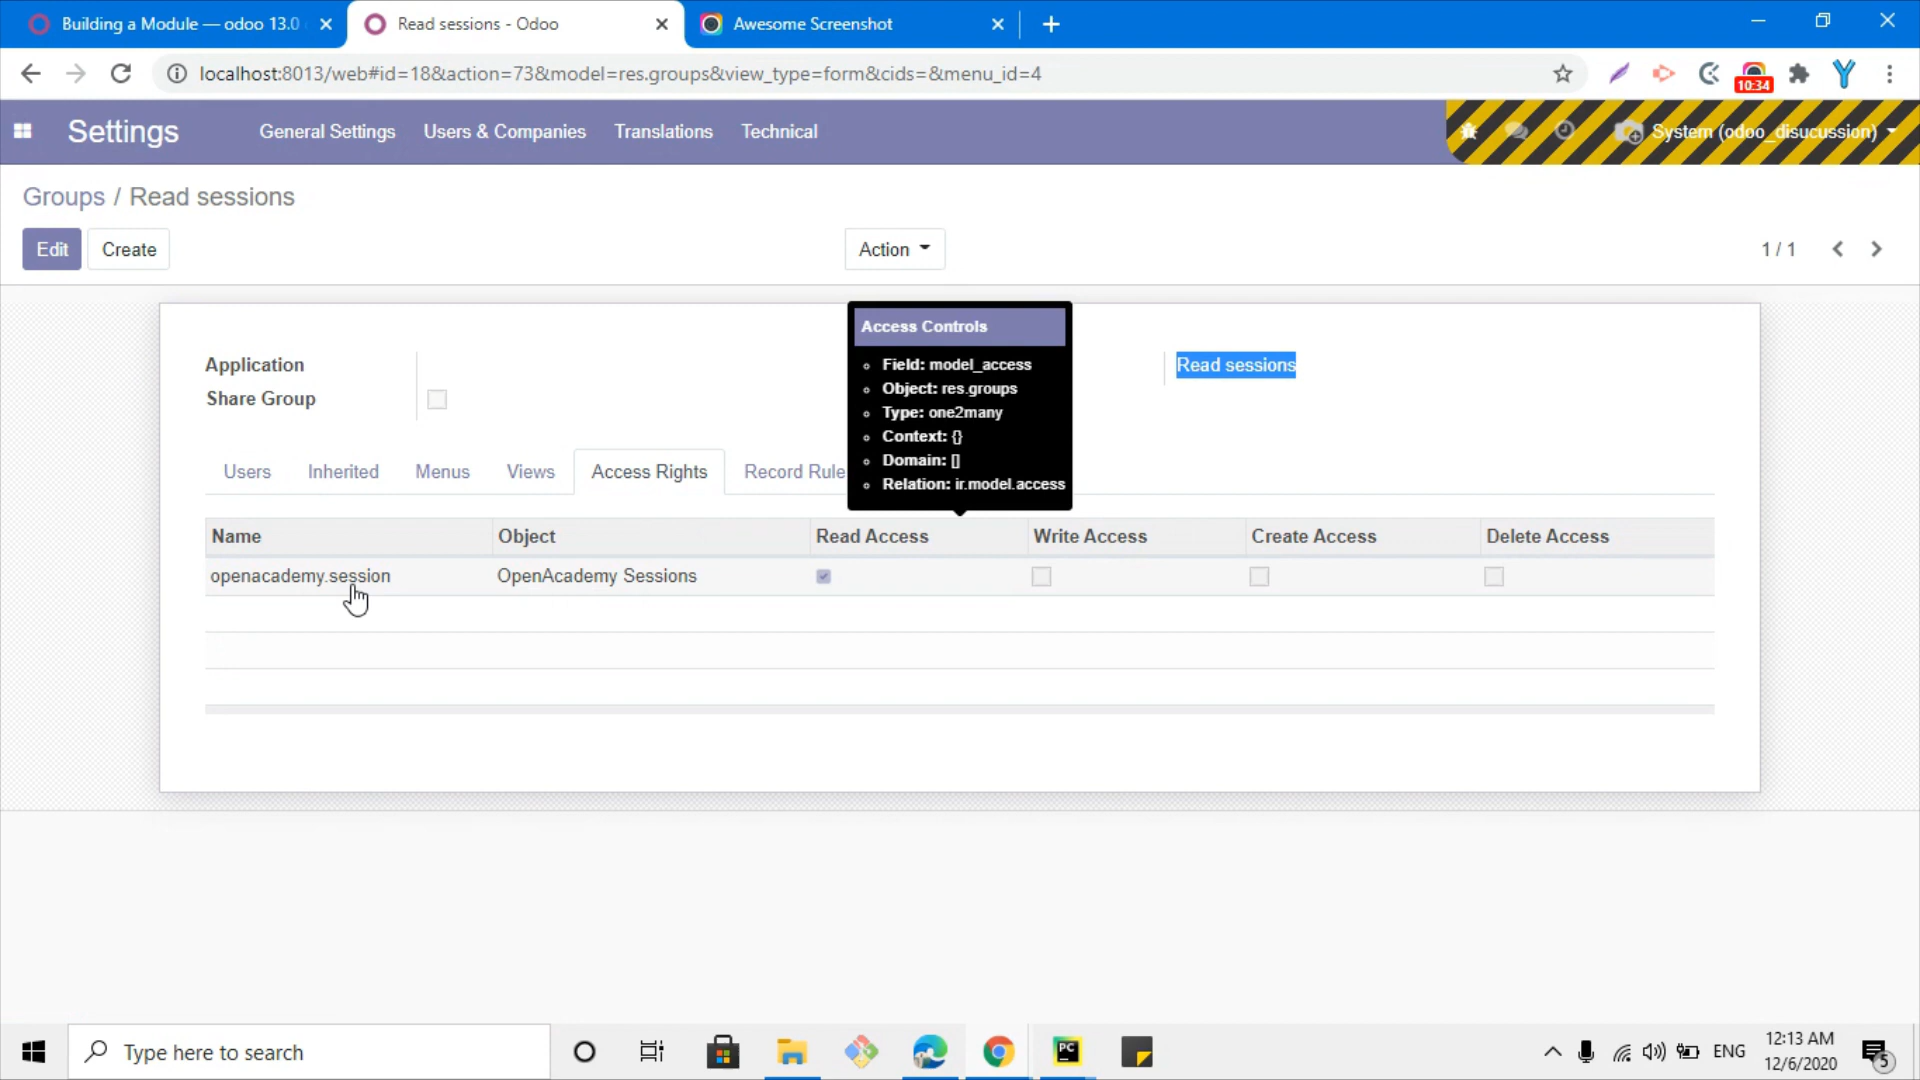 Building a Module — odoo 13.0
Read sessions - Odoo
Awesome Screenshot
localhost:8013/web#id=18&action=73&model=res.groups&view_type=form&cids=&menu_id=4
10:34
Settings
General Settings
Users & Companies
Translations
Technical
System (odoo_disucussion)
Groups / Read sessions
Edit
Create
Action
1 / 1
Application
Share Group
Read sessions
Access Controls
Field: model_access
Object: res.groups
Type: one2many
Context: {}
Domain: []
Relation: ir.model.access
Users
Inherited
Menus
Views
Access Rights
Record Rule
Name
Object
Read Access
Write Access
Create Access
Delete Access
openacademy.session
OpenAcademy Sessions
Type here to search
PC
ENG
12:13 AM
12/6/2020
5